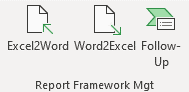 Excel2Word Word2Excel Follow-
Up
Report Framework Mgt